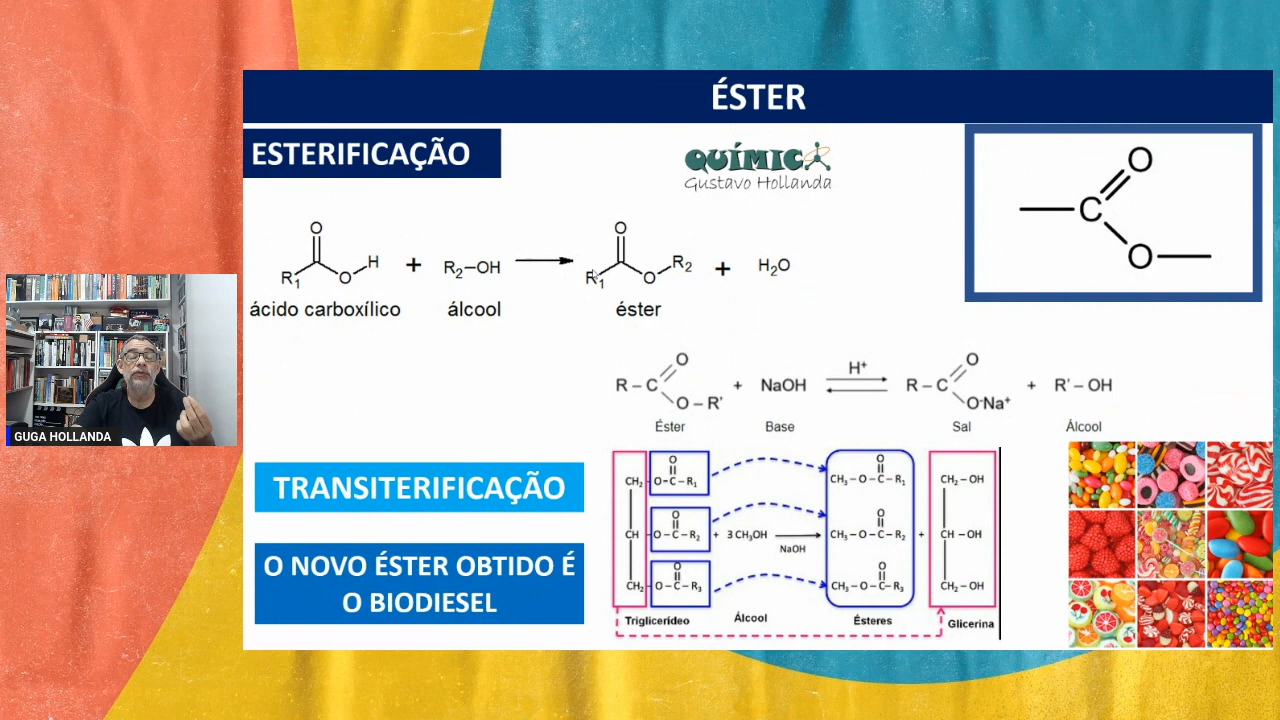 ÉSTER
ESTERIFICAÇÃO
QUÍMICA
Gustavo Hollanda
O
R1 O H + R2–OH → O R1 O R2 + H2O
ácido carboxílico álcool éster
O
C
O
O O
R – C + NaOH H+ R – C + R' – OH
O – R' O-Na+
Éster Base Sal Álcool
GUGA HOLLANDA
TRANSITERIFICAÇÃO
O NOVO ÉSTER OBTIDO É
O BIODIESEL
O O
CH2 O – C – R1 CH3 – O – C – R1 CH2 – OH
O O
CH O – C – R2 + 3 CH3OH → CH3 – O – C – R2 + CH – OH
NaOH
O O
CH2 O – C – R3 CH3 – O – C – R3 CH2 – OH
Triglicerídeo Álcool Ésteres Glicerina